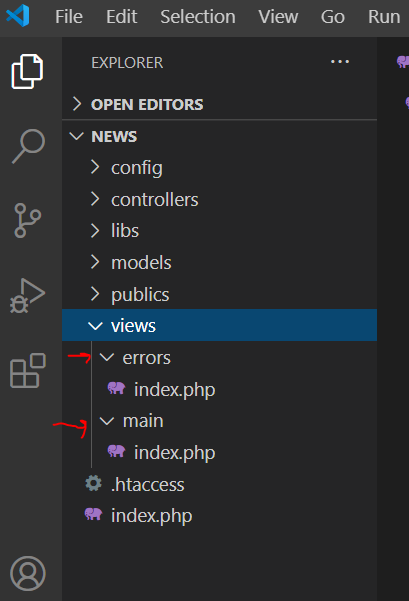 File Edit Selection View Go Run
EXPLORER ...
OPEN EDITORS
NEWS
config
controllers
libs
models
publics
views
errors
index.php
main
index.php
.htaccess
index.php